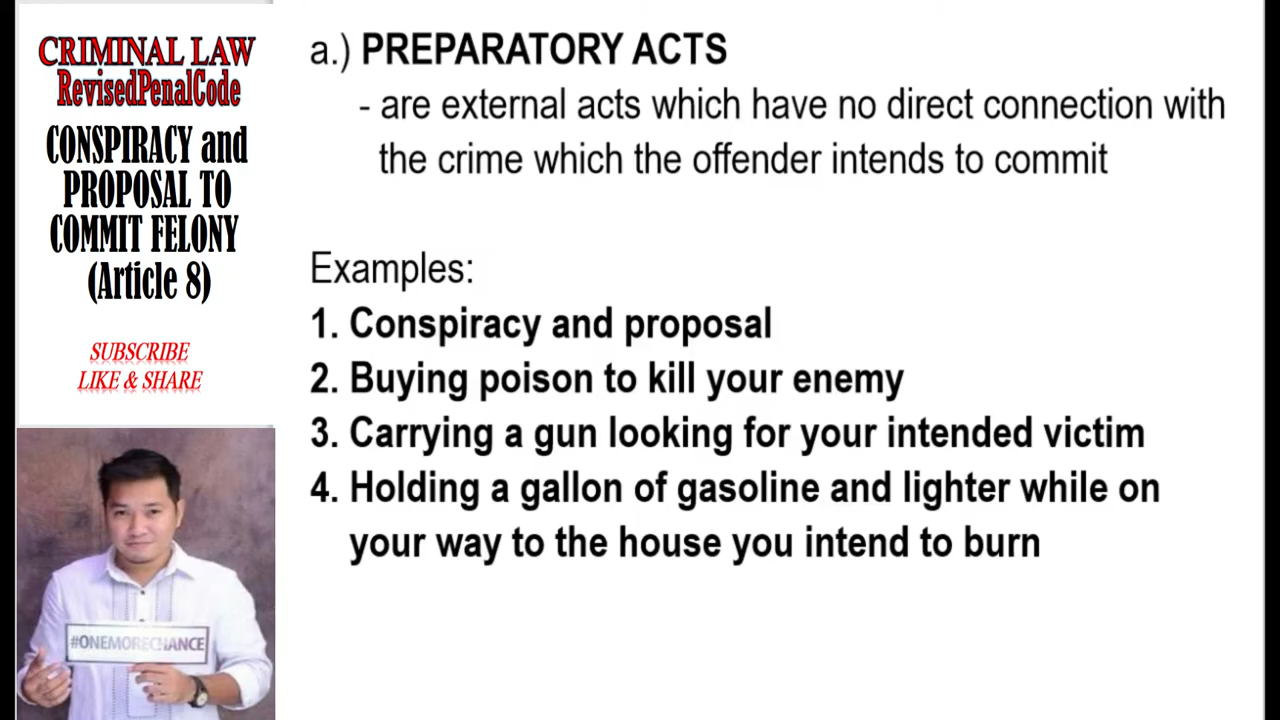 CRIMINAL LAW
RevisedPenalCode
CONSPIRACY and
PROPOSAL TO
COMMIT FELONY
(Article 8)
SUBSCRIBE
LIKE & SHARE
#ONEMORECHANCE
a.) PREPARATORY ACTS
- are external acts which have no direct connection with
the crime which the offender intends to commit
Examples:
1. Conspiracy and proposal
2. Buying poison to kill your enemy
3. Carrying a gun looking for your intended victim
4. Holding a gallon of gasoline and lighter while on
your way to the house you intend to burn